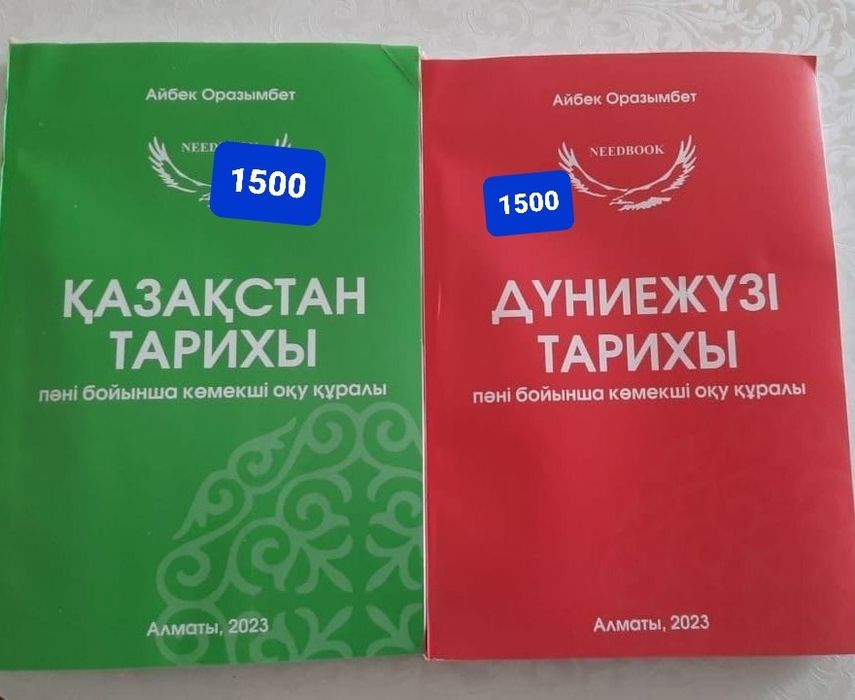 Айбек Оразымбет
1500
ҚАЗАҚСТАН
ТАРИХЫ
пәні бойынша көмекші оқу құралы
Алматы, 2023
Айбек Оразымбет
NEEDBOOK
1500
ДҮНИЕЖҮЗІ
ТАРИХЫ
пәні бойынша көмекші оқу құралы
Алматы, 2023